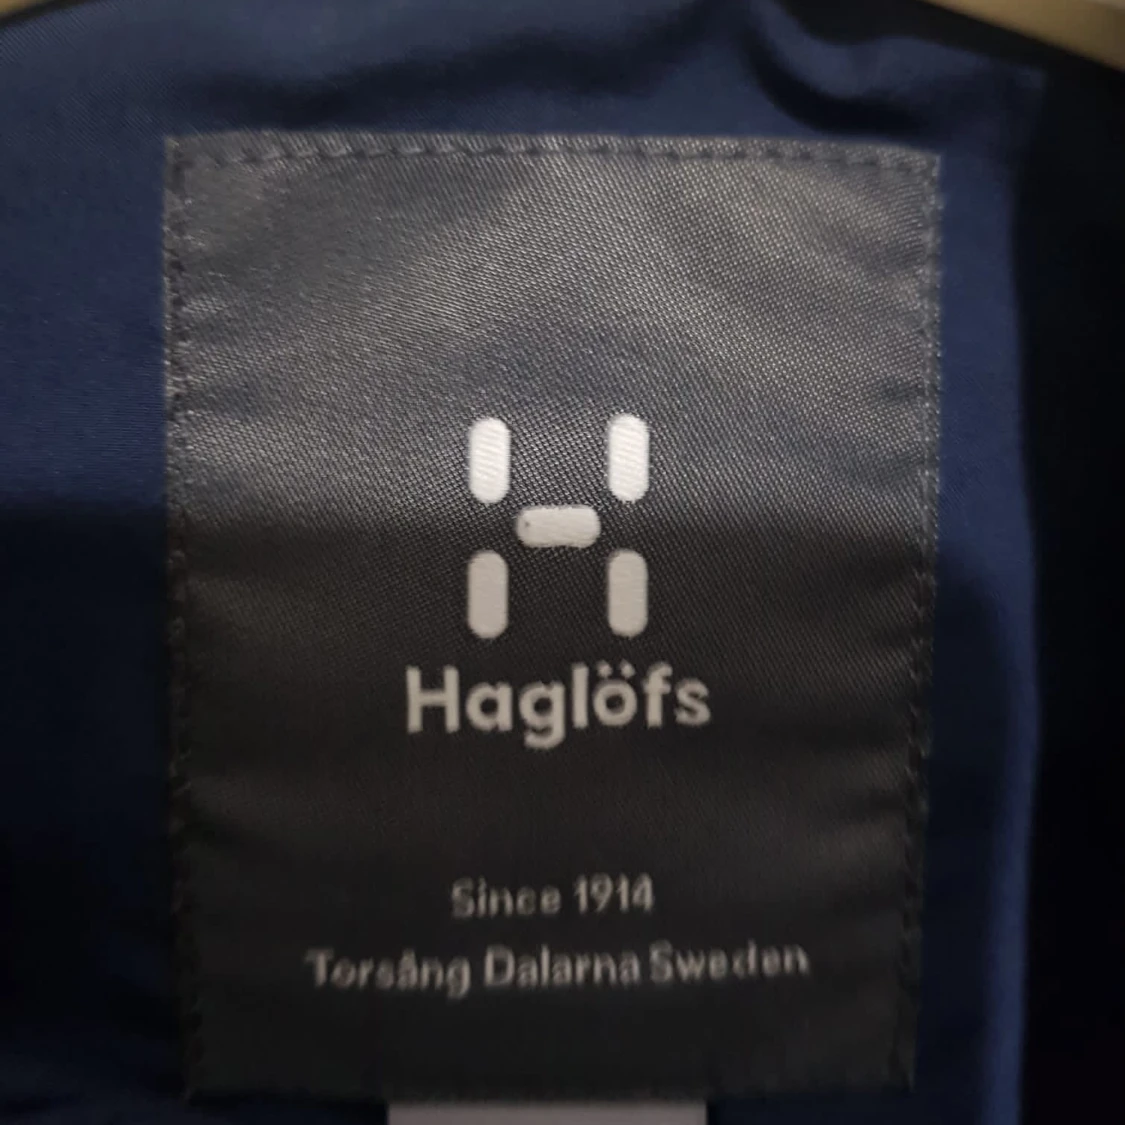 Haglöfs
Since 1914
Torsång Dalarna Sweden